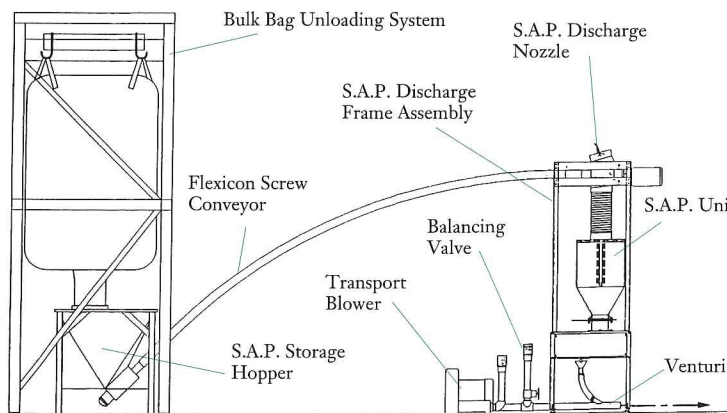 Bulk Bag Unloading System
S.A.P. Discharge
Nozzle
S.A.P. Discharge
Frame Assembly
Flexicon Screw
Conveyor
S.A.P. Uni
Balancing
Valve
Transport
Blower
S.A.P. Storage
Hopper
Venturi